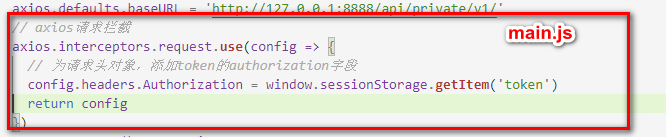 axios.defaults.baseURL = 'http://127.0.0.1:8888/api/private/v1/'
// axios请求拦截
main.js
axios.interceptors.request.use(config => {
// 为请求头对象，添加token的authorization字段
config.headers.Authorization = window.sessionStorage.getItem('token')
return config
})